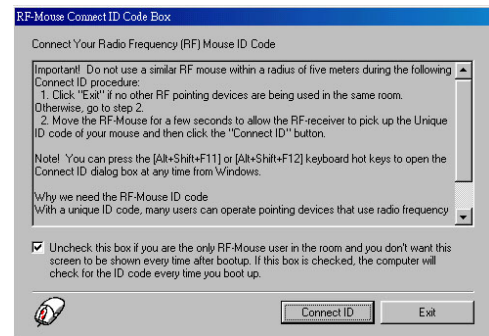 RF-Mouse Connect ID Code Box
Connect Your Radio Frequency (RF) Mouse ID Code
Important! Do not use a similar RF mouse within a radius of five meters during the following
Connect ID procedure:
1. Click "Exit" if no other RF pointing devices are being used in the same room.
Otherwise, go to step 2.
2. Move the RF-Mouse for a few seconds to allow the RF-receiver to pick up the Unique
ID code of your mouse and then click the "Connect ID" button.
Note! You can press the [Alt+Shift+F11] or [Alt+Shift+F12] keyboard hot keys to open the
Connect ID dialog box at any time from Windows.
Why we need the RF-Mouse ID code
With a unique ID code, many users can operate pointing devices that use radio frequency
Uncheck this box if you are the only RF-Mouse user in the room and you don't want this
screen to be shown every time after bootup. If this box is checked, the computer will
check for the ID code every time you boot up.
Connect ID
Exit